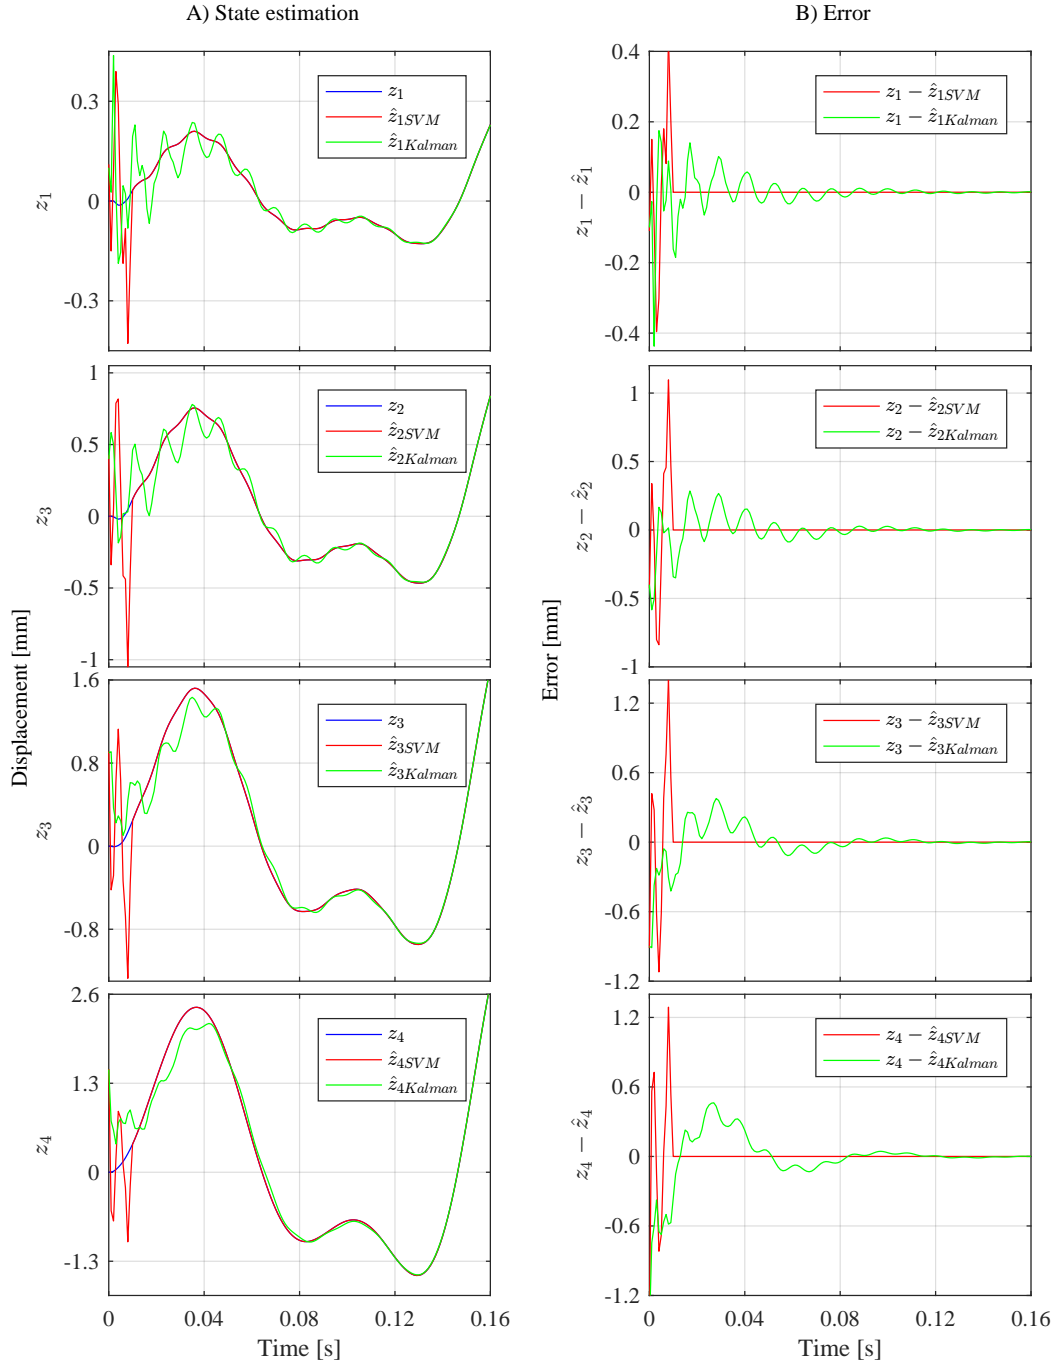 A) State estimation
B) Error
0.3
0
-0.3
z1
z1
ẑ1SVM
ẑ1Kalman
0.4
0.2
0
-0.2
-0.4
z1 − ẑ1
z1 − ẑ1SVM
z1 − ẑ1Kalman
1
0.5
0
-0.5
-1
z3
z2
ẑ2SVM
ẑ2Kalman
1
0.5
0
-0.5
-1
z2 − ẑ2
z2 − ẑ2SVM
z2 − ẑ2Kalman
Displacement [mm]
Error [mm]
1.6
0.8
0
-0.8
z3
z3
ẑ3SVM
ẑ3Kalman
1.2
0.6
0
-0.6
-1.2
z3 − ẑ3
z3 − ẑ3SVM
z3 − ẑ3Kalman
2.6
1.3
0
-1.3
z4
z4
ẑ4SVM
ẑ4Kalman
1.2
0.6
0
-0.6
-1.2
z4 − ẑ4
z4 − ẑ4SVM
z4 − ẑ4Kalman
0 0.04 0.08 0.12 0.16
Time [s]
0 0.04 0.08 0.12 0.16
Time [s]